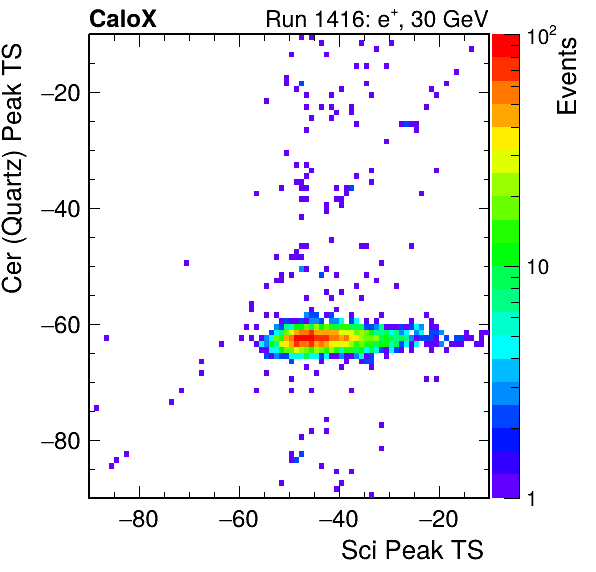 CaloX Run 1416: e⁺, 30 GeV
Cer (Quartz) Peak TS
−20
−40
−60
−80
−80 −60 −40 −20
Sci Peak TS
10²
10
1
Events